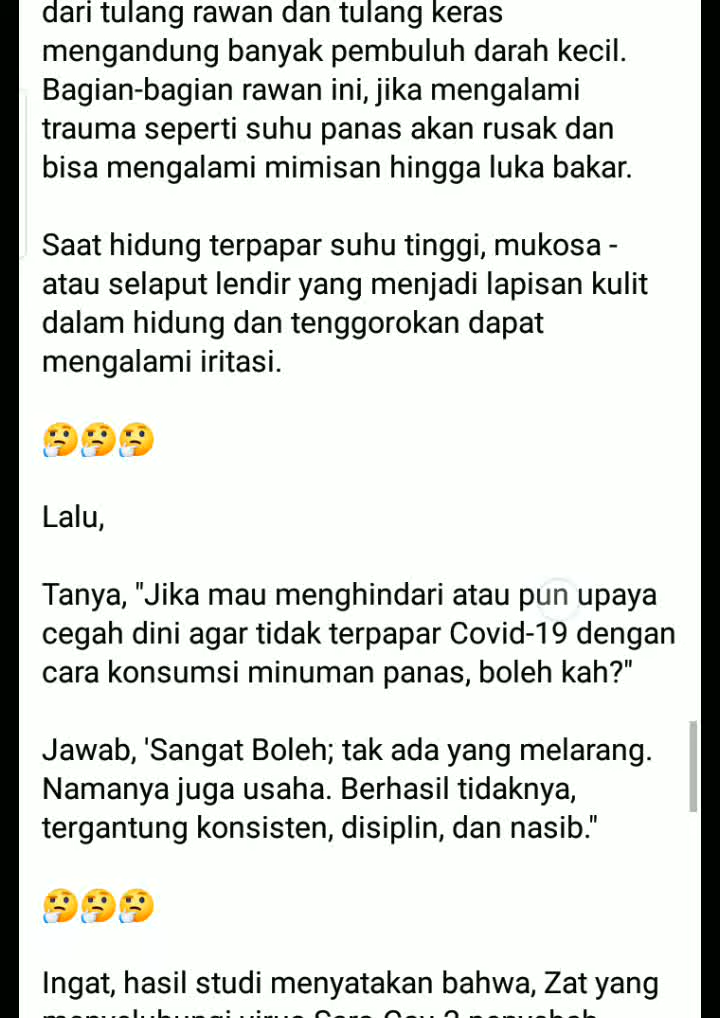 dari tulang rawan dan tulang keras
mengandung banyak pembuluh darah kecil.
Bagian-bagian rawan ini, jika mengalami
trauma seperti suhu panas akan rusak dan
bisa mengalami mimisan hingga luka bakar.
Saat hidung terpapar suhu tinggi, mukosa -
atau selaput lendir yang menjadi lapisan kulit
dalam hidung dan tenggorokan dapat
mengalami iritasi.
🤔🤔🤔
Lalu,
Tanya, "Jika mau menghindari atau pun upaya
cegah dini agar tidak terpapar Covid-19 dengan
cara konsumsi minuman panas, boleh kah?"
Jawab, 'Sangat Boleh; tak ada yang melarang.
Namanya juga usaha. Berhasil tidaknya,
tergantung konsisten, disiplin, dan nasib."
🤔🤔🤔
Ingat, hasil studi menyatakan bahwa, Zat yang